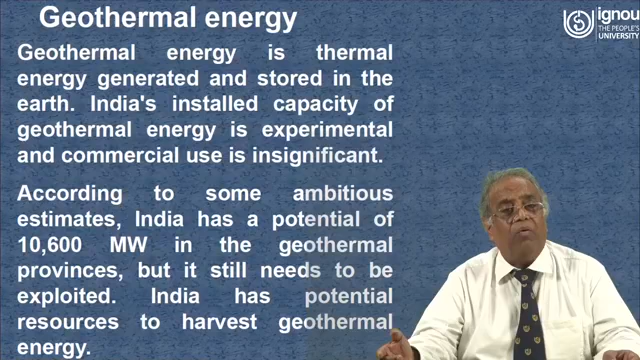 Geothermal energy
Geothermal energy is thermal
energy generated and stored in the
earth. India's installed capacity of
geothermal energy is experimental
and commercial use is insignificant.
According to some ambitious
estimates, India has a potential of
10,600 MW in the geothermal
provinces, but it still needs to be
exploited. India has potential
resources to harvest geothermal
energy.
ignou
THE PEOPLE'S
UNIVERSITY